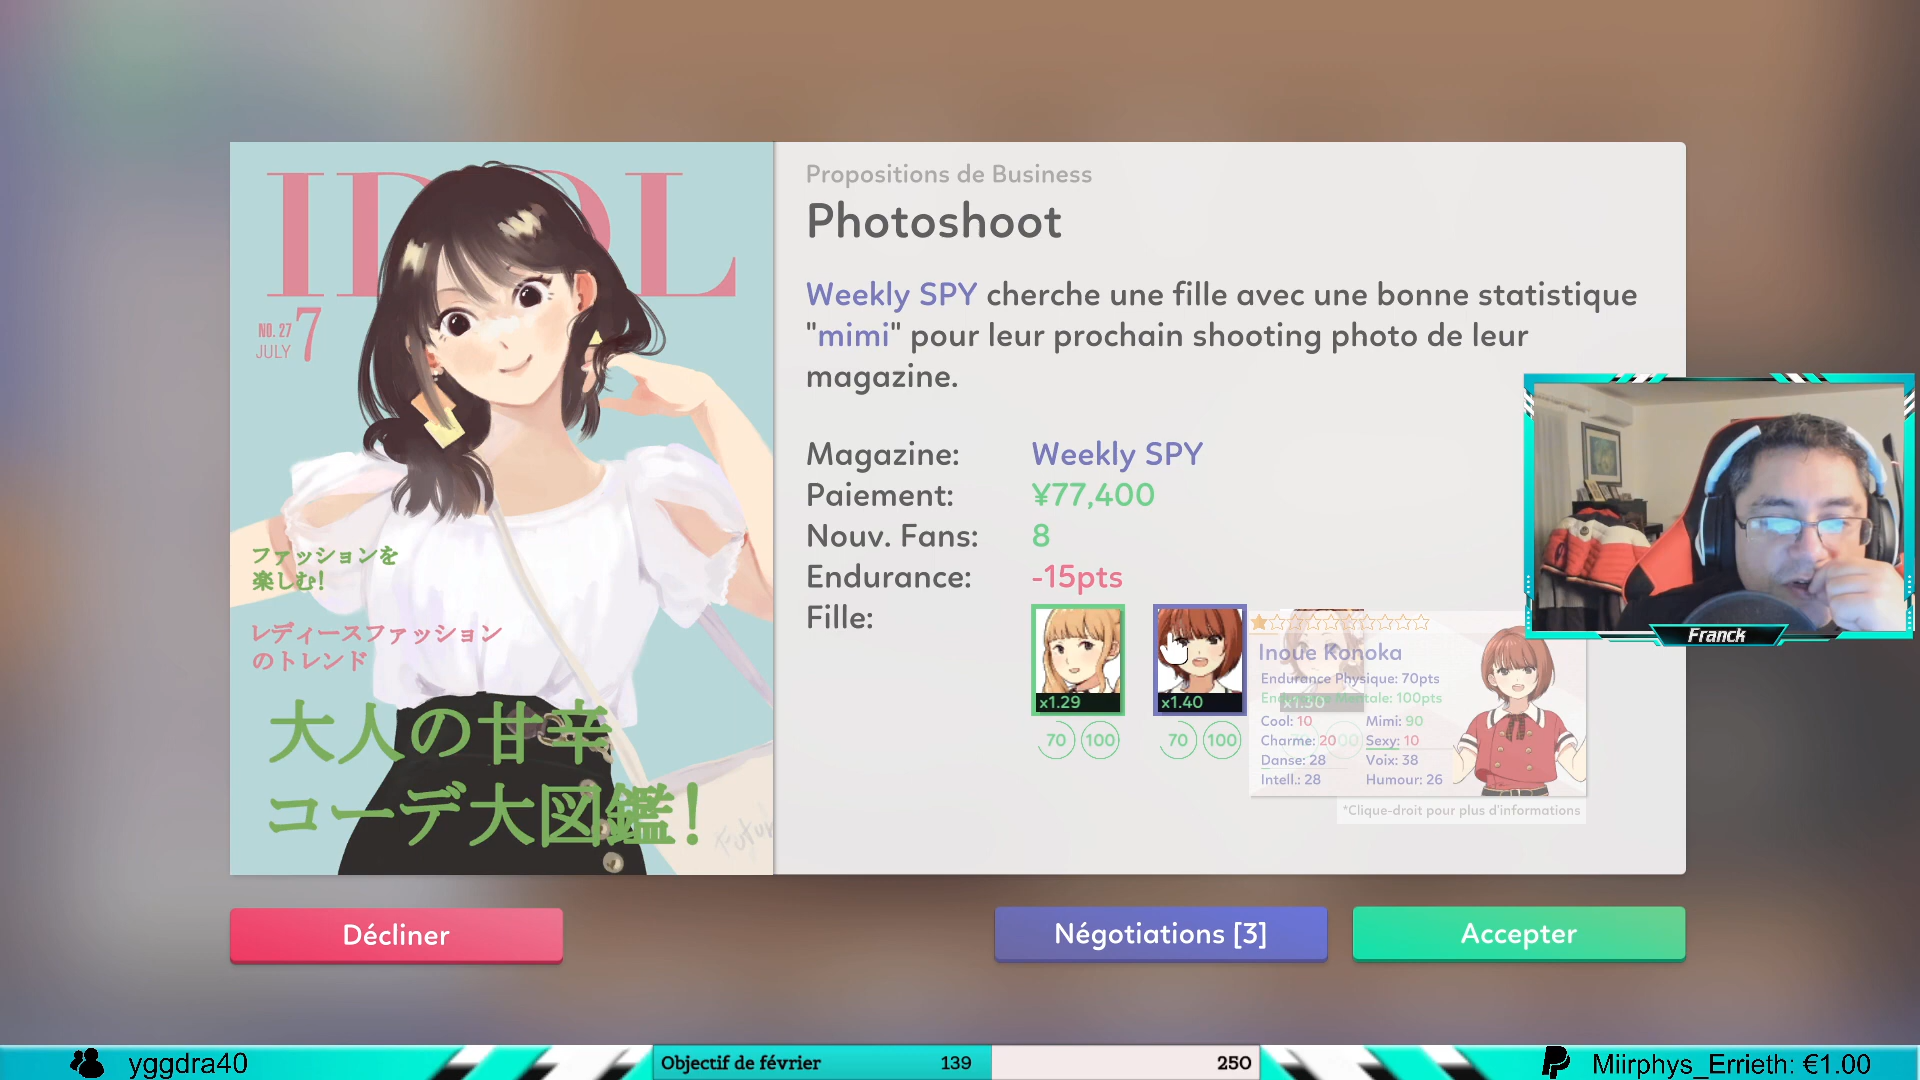 IDOL
NO. 27
JULY
7
ファッションを
楽しむ!
レディースファッション
のトレンド
大人の甘辛
コーデ大図鑑!
Propositions de Business
Photoshoot
Weekly SPY cherche une fille avec une bonne statistique
"mimi" pour leur prochain shooting photo de leur
magazine.
Magazine: Weekly SPY
Paiement: ¥77,400
Nouv. Fans: 8
Endurance: -15pts
Fille:
x1.29
x1.40
x1.30
70 100
70 100
Inoue Konoka
Endurance Physique: 70pts
Endurance Mentale: 100pts
Cool: 10 Mimi: 90
Charme: 20 Sexy: 10
Danse: 28 Voix: 38
Intell.: 28 Humour: 26
*Clique-droit pour plus d'informations
Franck
Décliner
Négotiations [3]
Accepter
yggdra40
Objectif de février 139 250
Miirphys_Errieth: €1.00